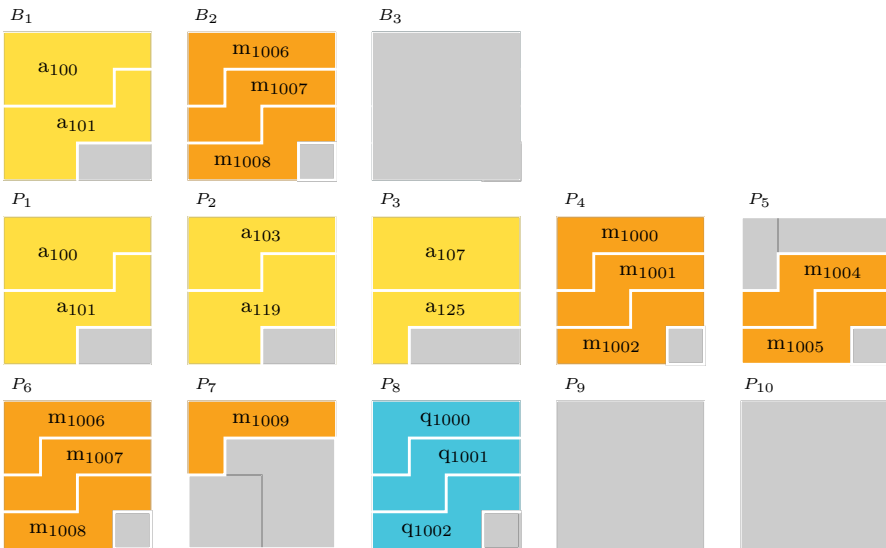 B₁ B₂ B₃
a₁₀₀ m₁₀₀₆
m₁₀₀₇
a₁₀₁
m₁₀₀₈
P₁ P₂ P₃ P₄ P₅
a₁₀₀ a₁₀₃ a₁₀₇ m₁₀₀₀
m₁₀₀₁ m₁₀₀₄
a₁₀₁ a₁₁₉ a₁₂₅
m₁₀₀₂ m₁₀₀₅
P₆ P₇ P₈ P₉ P₁₀
m₁₀₀₆ m₁₀₀₉ q₁₀₀₀
m₁₀₀₇ q₁₀₀₁
m₁₀₀₈ q₁₀₀₂